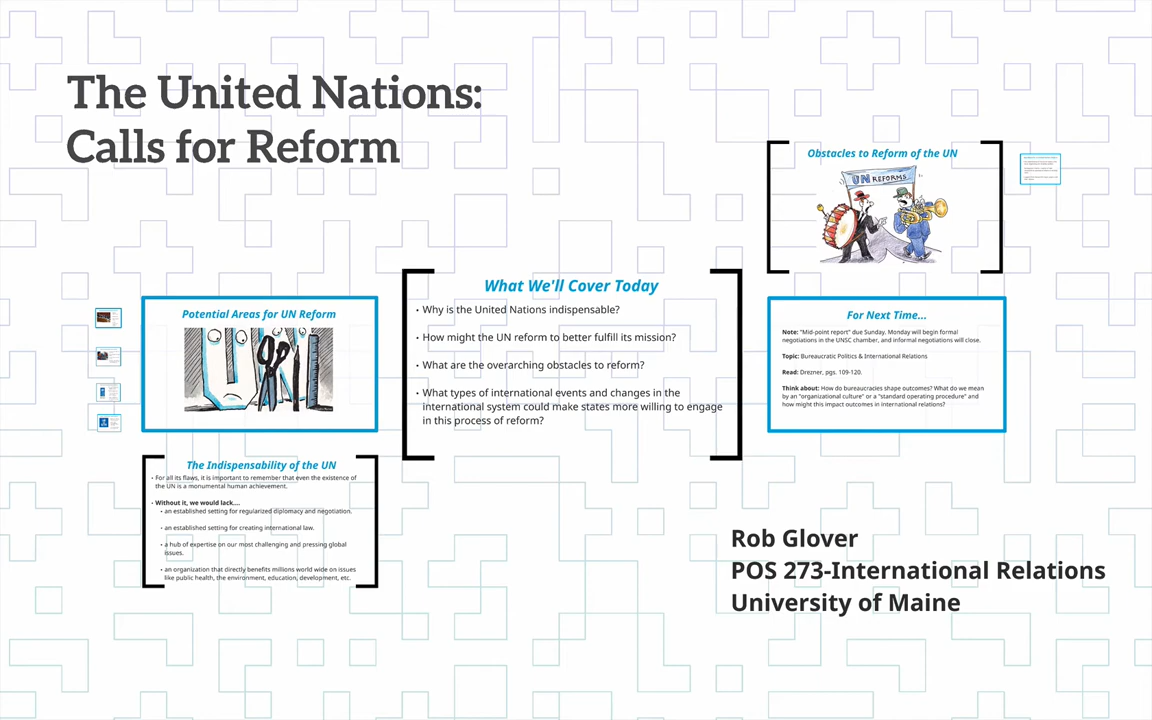 The United Nations:
Calls for Reform
Obstacles to Reform of the UN
UN REFORMS
What We'll Cover Today
• Why is the United Nations indispensable?
• How might the UN reform to better fulfill its mission?
• What are the overarching obstacles to reform?
• What types of international events and changes in the
international system could make states more willing to engage
in this process of reform?
Potential Areas for UN Reform
UN
For Next Time...
Note: "Mid-point report" due Sunday. Monday will begin formal
negotiations in the UNSC chamber, and informal negotiations will close.
Topic: Bureaucratic Politics & International Relations
Read: Drezner, pgs. 109-120.
Think about: How do bureaucracies shape outcomes? What do we mean
by an "organizational culture" or a "standard operating procedure" and
how might this impact outcomes in international relations?
The Indispensability of the UN
• For all its flaws, it is important to remember that even the existence of
the UN is a monumental human achievement.
• Without it, we would lack....
• an established setting for regularized diplomacy and negotiation.
• an established setting for creating international law.
• a hub of expertise on our most challenging and pressing global
issues.
• an organization that directly benefits millions world wide on issues
like public health, the environment, education, development, etc.
Rob Glover
POS 273-International Relations
University of Maine